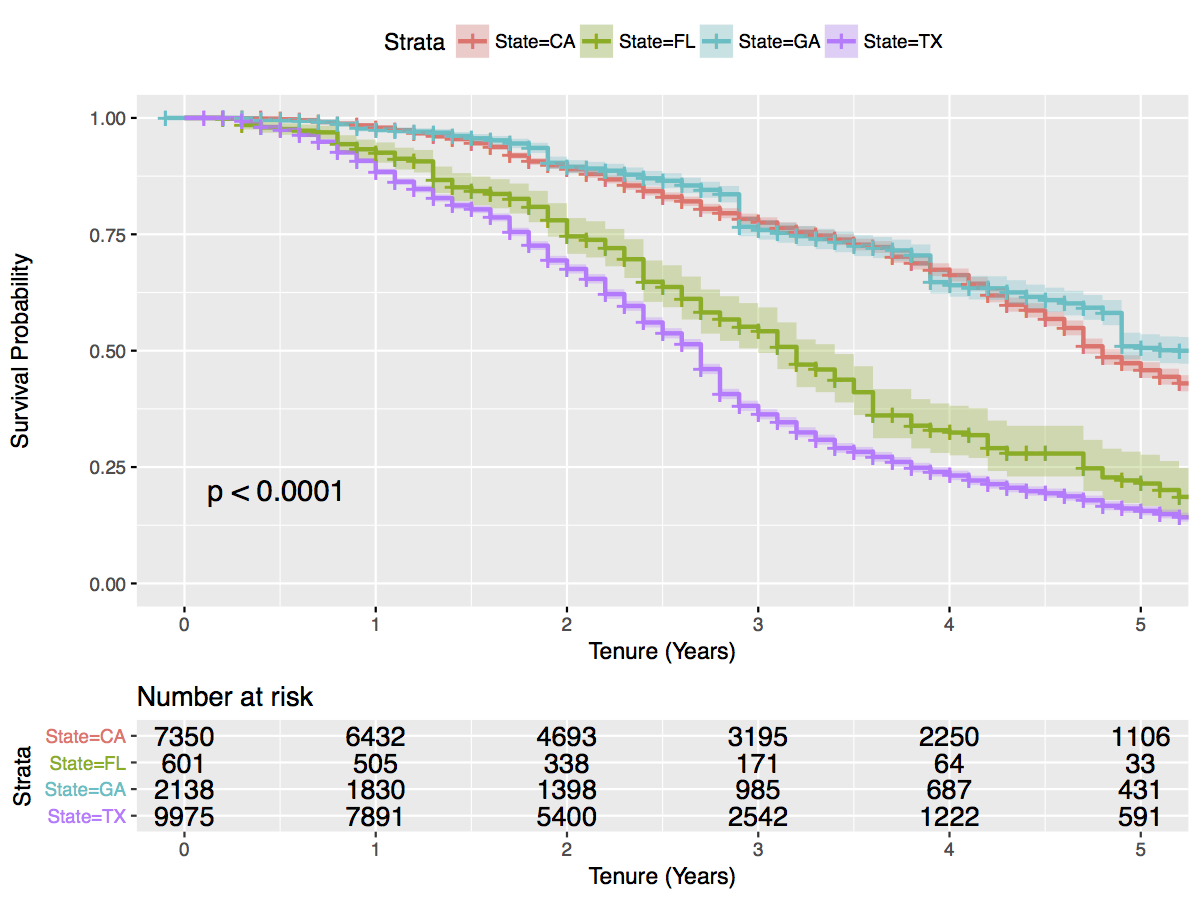 Strata State=CA State=FL State=GA State=TX
1.00
0.75
0.50
0.25
0.00
Survival Probability
p < 0.0001
0 1 2 3 4 5
Tenure (Years)
Number at risk
Strata
State=CA 7350 6432 4693 3195 2250 1106
State=FL 601 505 338 171 64 33
State=GA 2138 1830 1398 985 687 431
State=TX 9975 7891 5400 2542 1222 591
0 1 2 3 4 5
Tenure (Years)